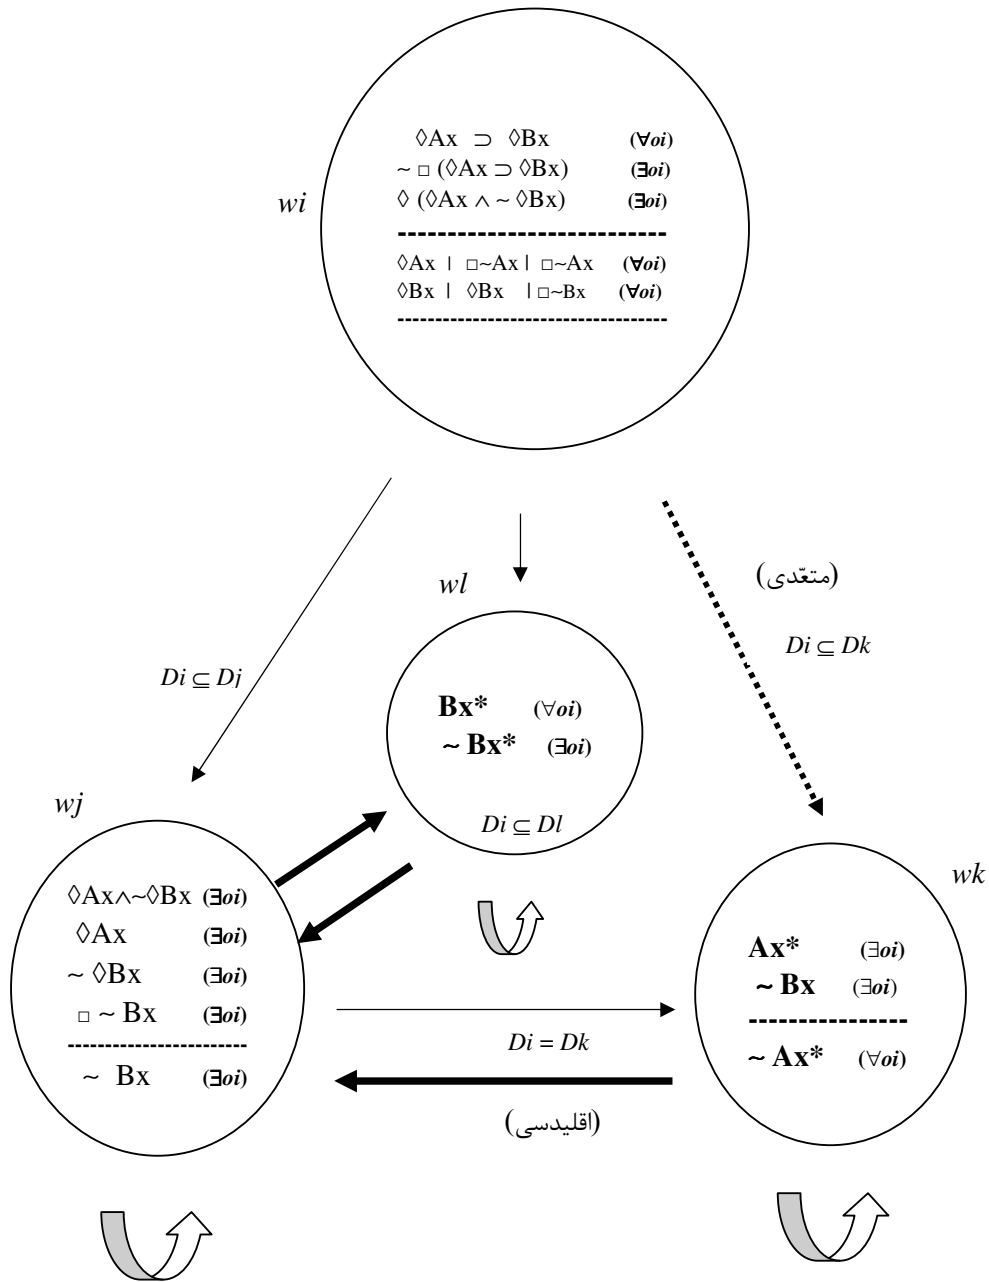 wi
◊Ax ⊃ ◊Bx (∀oi)
~ □ (◊Ax ⊃ ◊Bx) (∃oi)
◊ (◊Ax ∧ ~ ◊Bx) (∃oi)
---------------------------
◊Ax | □~Ax | □~Ax (∀oi)
◊Bx | ◊Bx | □~Bx (∀oi)
------------------------------------
(متعّدی)
Di ⊆ Dk
Di ⊆ Dj
wl
Bx* (∀oi)
~ Bx* (∃oi)
Di ⊆ Dl
wj
◊Ax∧~◊Bx (∃oi)
◊Ax (∃oi)
~ ◊Bx (∃oi)
□ ~ Bx (∃oi)
------------------------
~ Bx (∃oi)
Di = Dk
(اقلیدسی)
wk
Ax* (∃oi)
~ Bx (∃oi)
----------------
~ Ax* (∀oi)